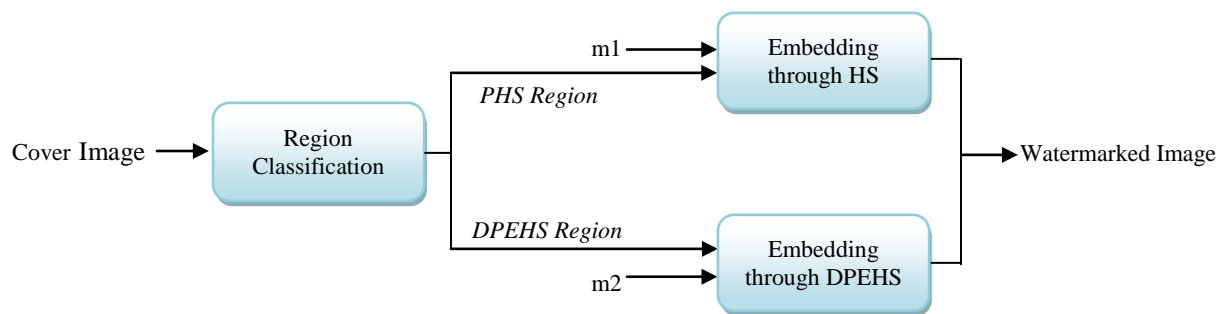 m1
Embedding
through HS
PHS Region
Cover Image
Region
Classification
Watermarked Image
DPEHS Region
m2
Embedding
through DPEHS